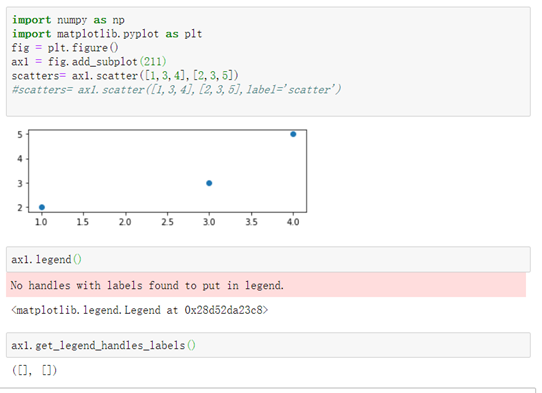 import numpy as np
import matplotlib.pyplot as plt
fig = plt.figure()
ax1 = fig.add_subplot(211)
scatters= ax1.scatter([1,3,4],[2,3,5])
#scatters= ax1.scatter([1,3,4],[2,3,5],label='scatter')
5
4
3
2
1.0 1.5 2.0 2.5 3.0 3.5 4.0
ax1.legend()
No handles with labels found to put in legend.
<matplotlib.legend.Legend at 0x28d52da23c8>
ax1.get_legend_handles_labels()
([], [])